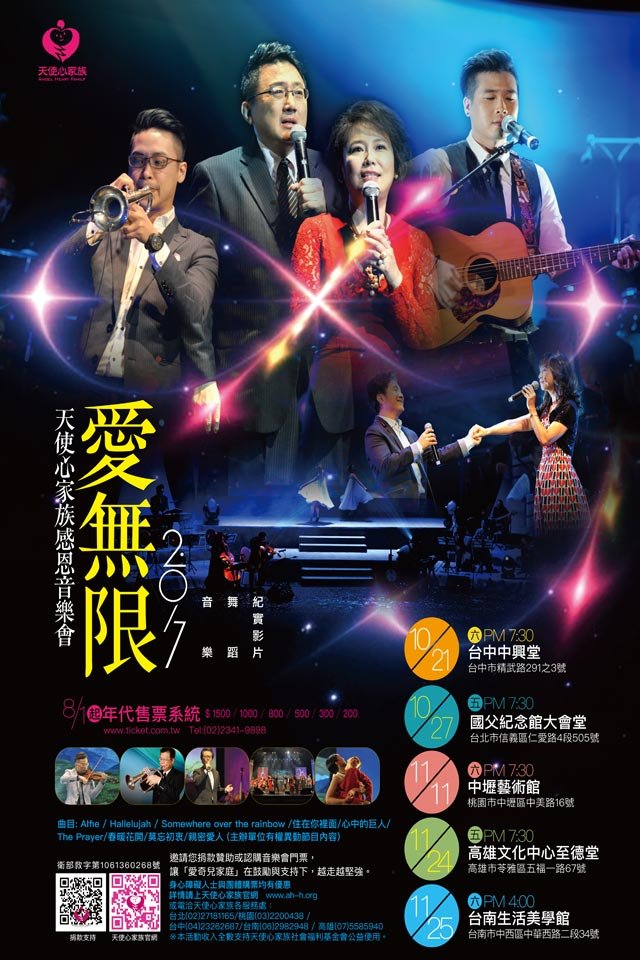 天使心家族
ANGEL HEART FAMILY
愛無限
2017
天使心家族感恩音樂會
音樂
舞蹈
紀實影片
8/1起年代售票系統 $1500 / 1000 / 800 / 500 / 300 / 200
www.ticket.com.tw Tel:(02)2341-9898
曲目: Alfie / Hallelujah / Somewhere over the rainbow /住在你裡面/心中的巨人/
The Prayer/春暖花開/莫忘初衷/親密愛人 (主辦單位有權異動節目內容)
衛部救字第1061360268號
捐款支持
天使心家族官網
邀請您捐款贊助或認購音樂會門票,
讓「愛奇兒家庭」在鼓勵與支持下,越走越堅強。
身心障礙人士與團體購票均有優惠
詳情請上天使心家族官網 www.ah-h.org
或電洽天使心家族各服務處:
台北(02)27181165/桃園(03)2200438 /
台中(04)23262687/台南(06)2982948 / 高雄(07)5585940
※本活動收入全數支持天使心家族社會福利基金會公益使用。
10/21
六 PM 7:30
台中中興堂
台中市精武路291之3號
10/27
五 PM 7:30
國父紀念館大會堂
台北市信義區仁愛路4段505號
11/11
六 PM 7:30
中壢藝術館
桃園市中壢區中美路16號
11/24
五 PM 7:30
高雄文化中心至德堂
高雄市苓雅區五福一路67號
11/25
六 PM 4:00
台南生活美學館
台南市中西區中華西路二段34號